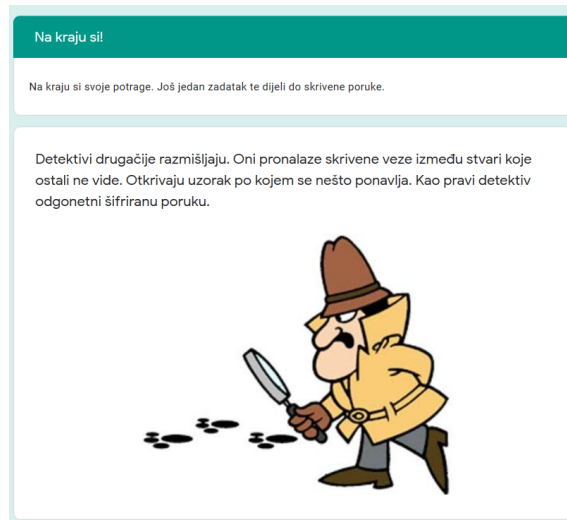 Na kraju si!
Na kraju si svoje potrage. Još jedan zadatak te dijeli do skrivene poruke.
Detektivi drugačije razmišljaju. Oni pronalaze skrivene veze između stvari koje
ostali ne vide. Otkrivaju uzorak po kojem se nešto ponavlja. Kao pravi detektiv
odgonetni šifriranu poruku.